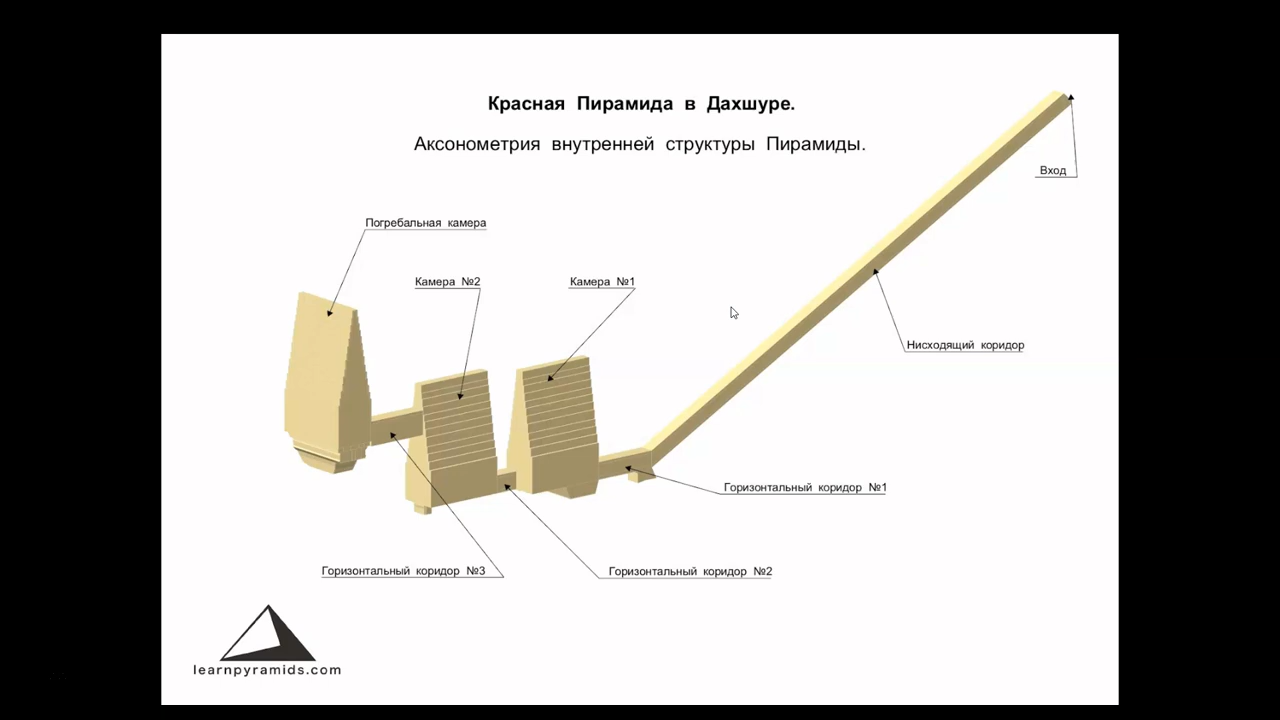 Красная Пирамида в Дахшуре.
Аксонометрия внутренней структуры Пирамиды.
Вход
Погребальная камера
Камера №2
Камера №1
Нисходящий коридор
Горизонтальный коридор №1
Горизонтальный коридор №3
Горизонтальный коридор №2
learnpyramids.com